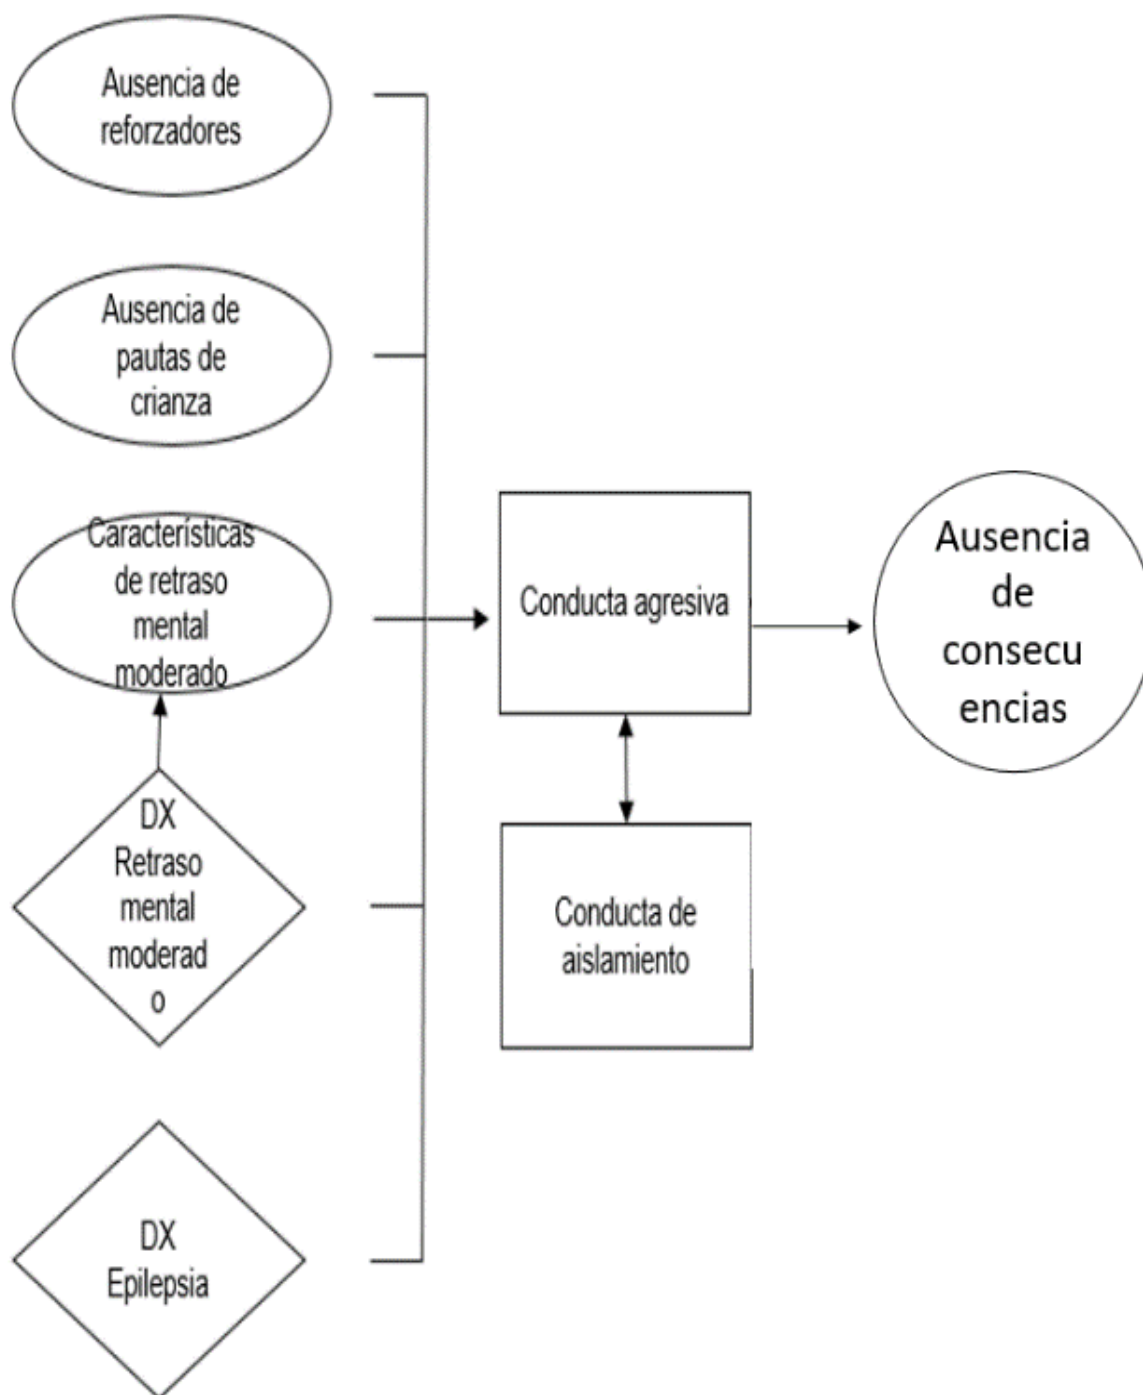 Ausencia de
reforzadores
Ausencia de
pautas de
crianza
Características
de retraso
mental
moderado
DX
Retraso
mental
moderad
o
DX
Epilepsia
Conducta agresiva
Conducta de
aislamiento
Ausencia
de
consecu
encias